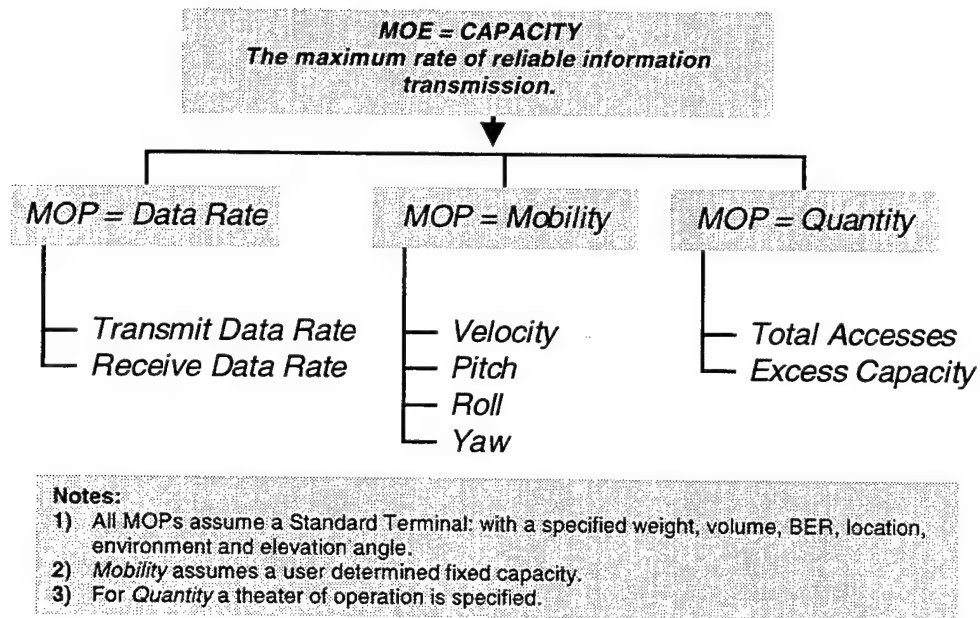 MOE = CAPACITY
The maximum rate of reliable information
transmission.
MOP = Data Rate
Transmit Data Rate
Receive Data Rate
MOP = Mobility
Velocity
Pitch
Roll
Yaw
MOP = Quantity
Total Accesses
Excess Capacity
Notes:
1) All MOPs assume a Standard Terminal: with a specified weight, volume, BER, location,
environment and elevation angle.
2) Mobility assumes a user determined fixed capacity.
3) For Quantity a theater of operation is specified.